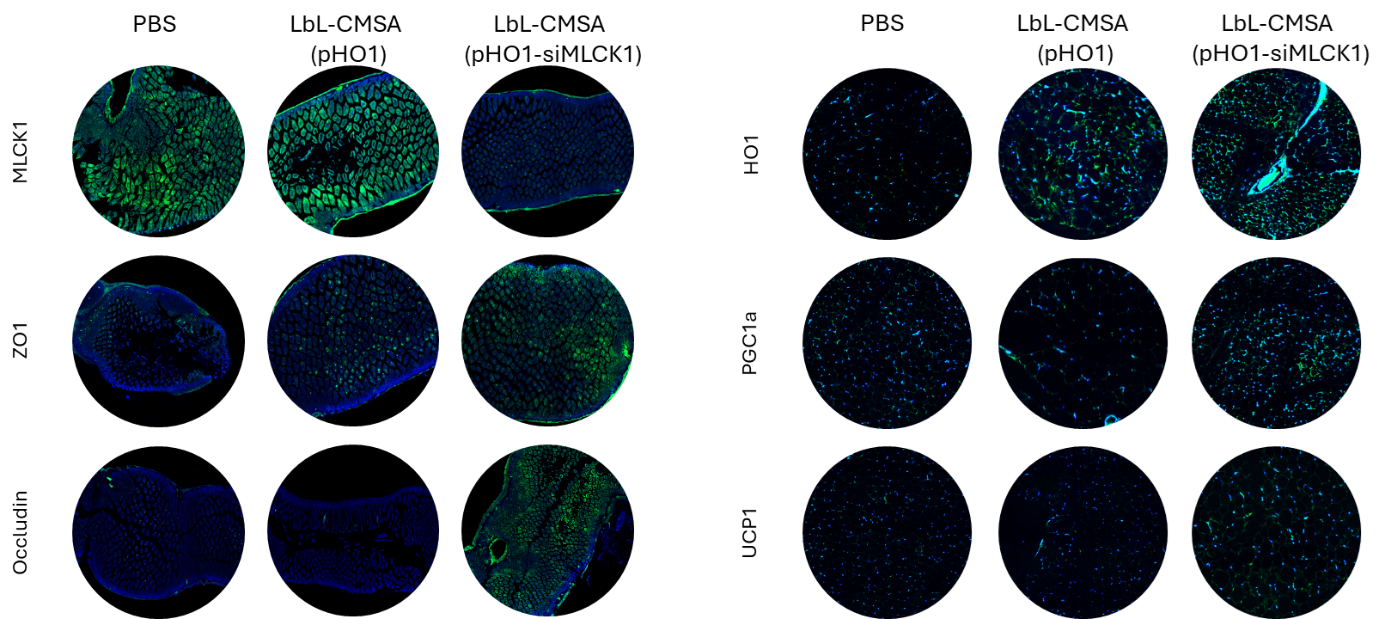 PBS
LbL-CMSA
(pHO1)
LbL-CMSA
(pHO1-siMLCK1)
MLCK1
ZO1
Occludin
PBS
LbL-CMSA
(pHO1)
LbL-CMSA
(pHO1-siMLCK1)
HO1
PGC1a
UCP1